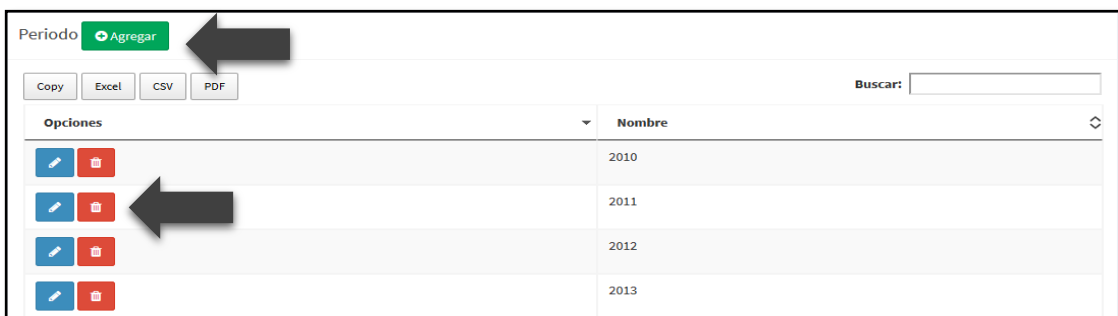 Periodo Agregar
Copy Excel CSV PDF Buscar:
Opciones Nombre
2010
2011
2012
2013